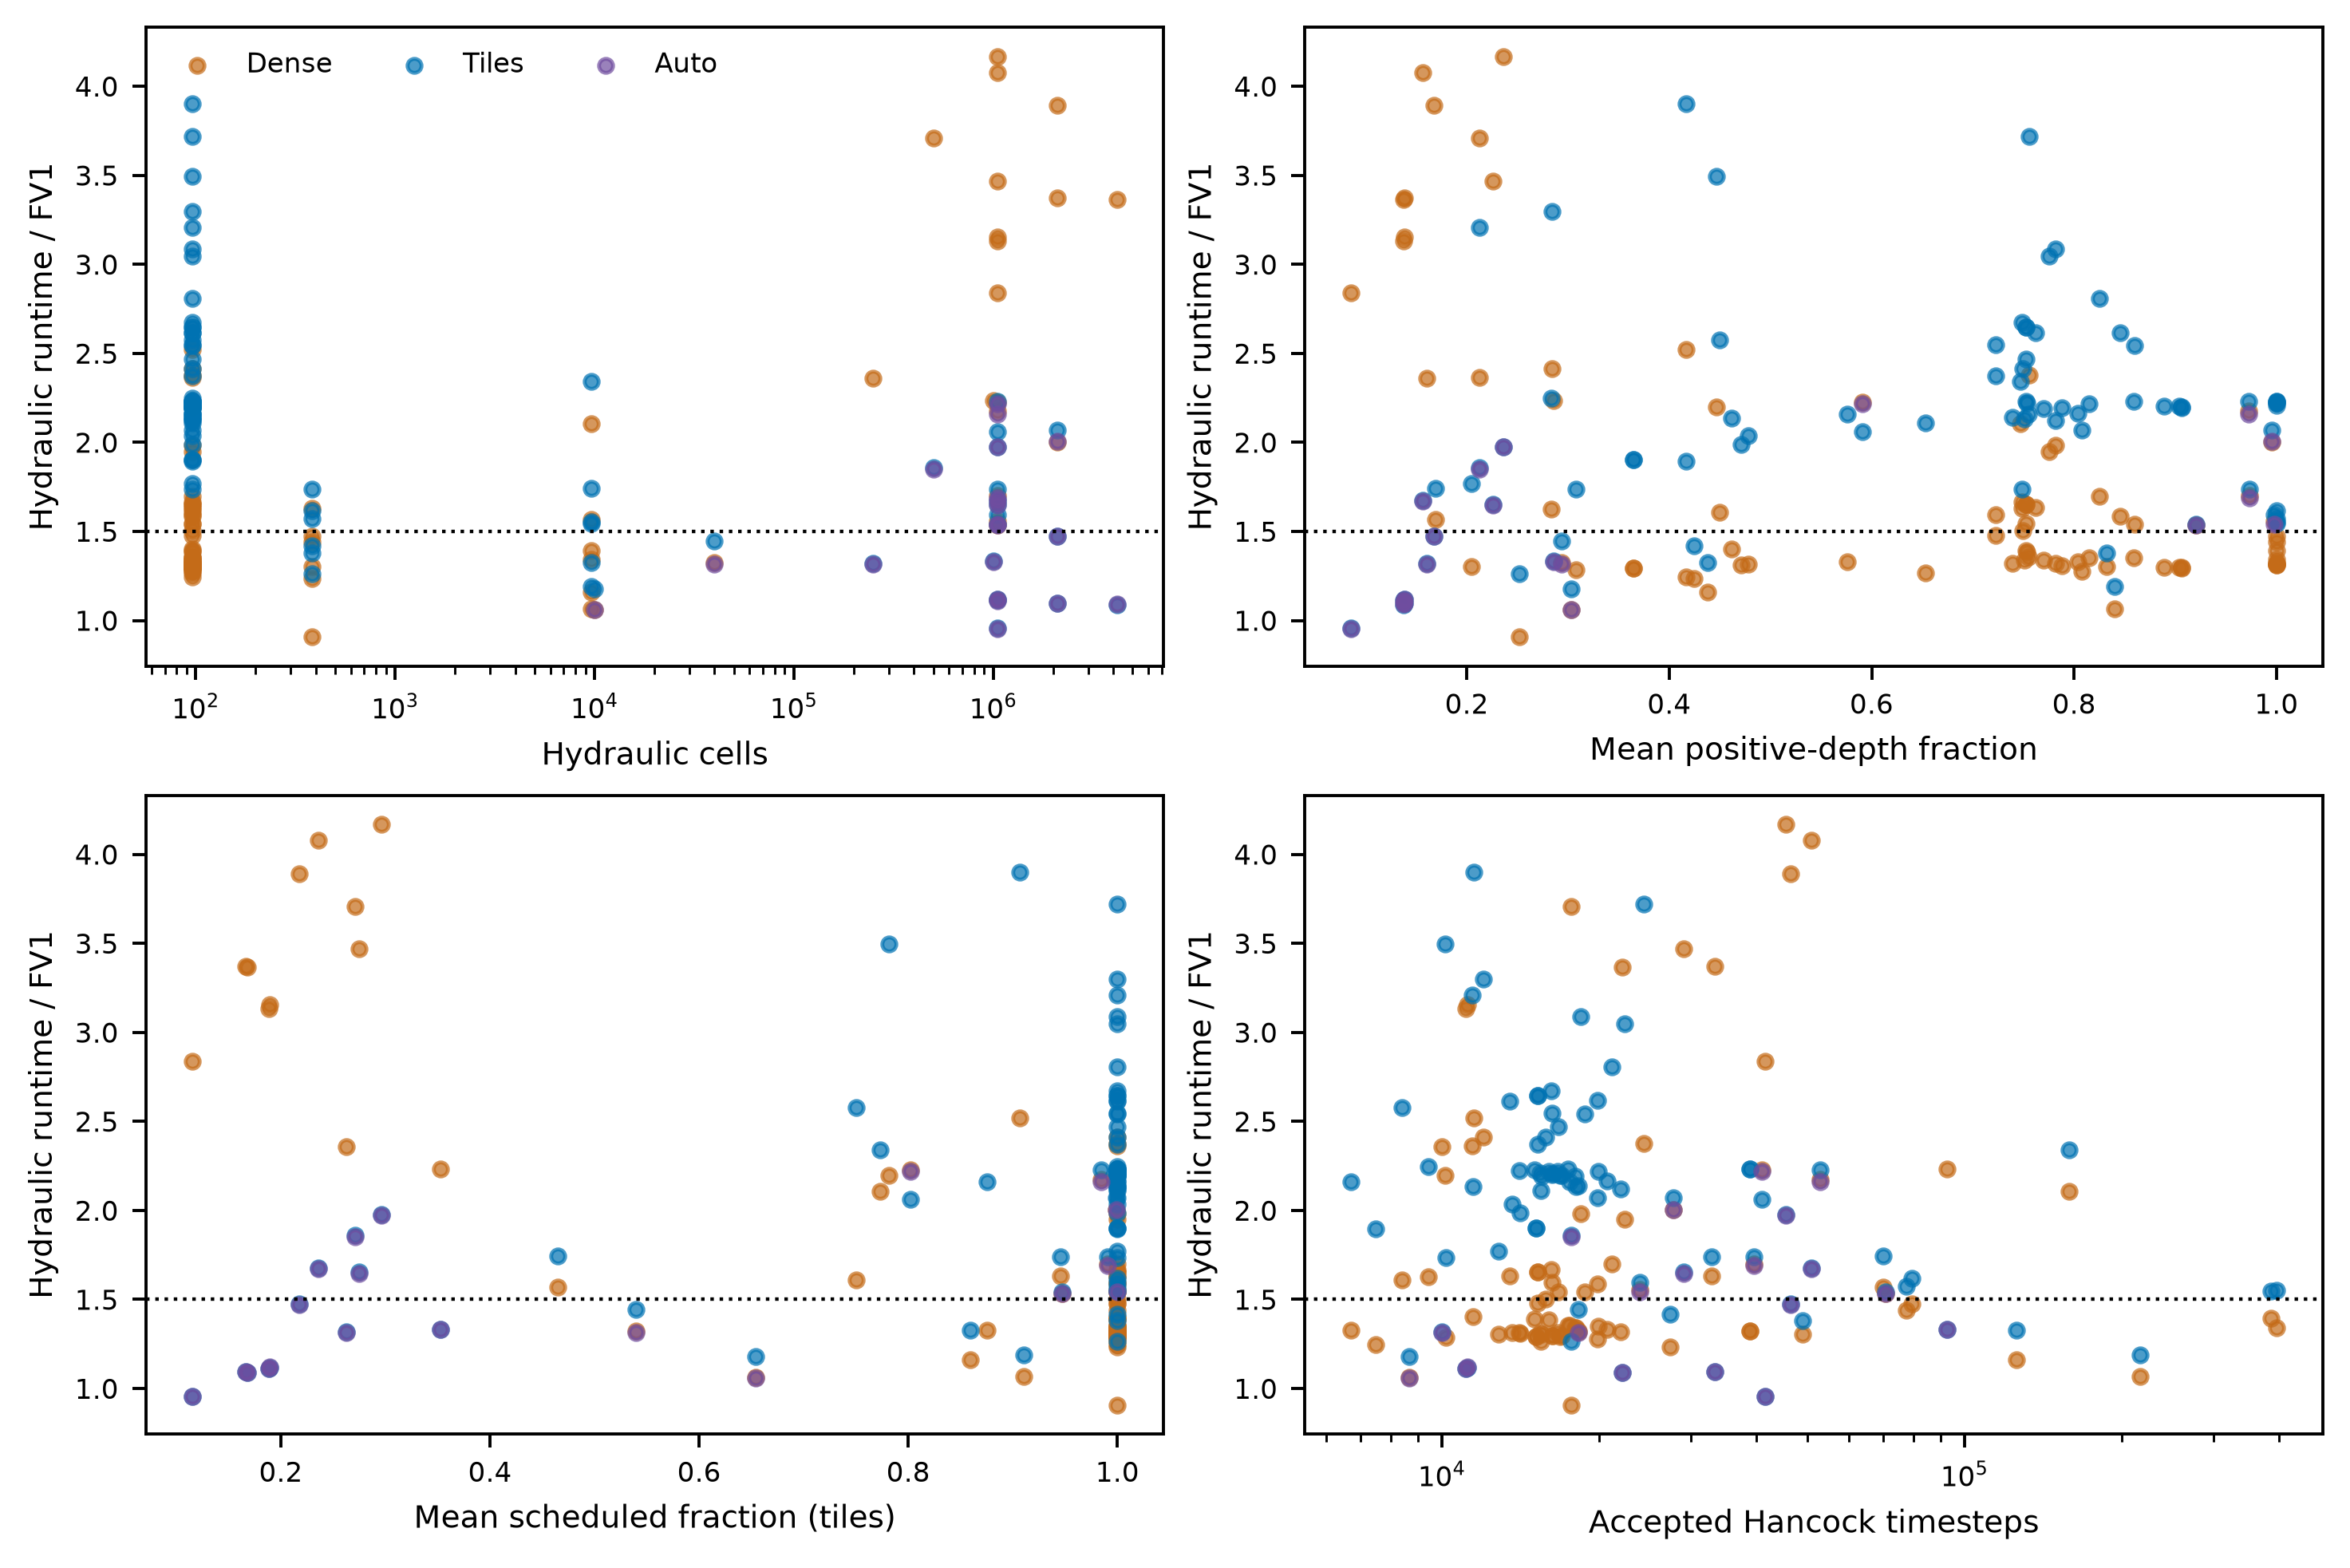 Dense Tiles Auto
Hydraulic runtime / FV1
4.0
3.5
3.0
2.5
2.0
1.5
1.0
10² 10³ 10⁴ 10⁵ 10⁶
Hydraulic cells
Hydraulic runtime / FV1
4.0
3.5
3.0
2.5
2.0
1.5
1.0
0.2 0.4 0.6 0.8 1.0
Mean positive-depth fraction
Hydraulic runtime / FV1
4.0
3.5
3.0
2.5
2.0
1.5
1.0
0.2 0.4 0.6 0.8 1.0
Mean scheduled fraction (tiles)
Hydraulic runtime / FV1
4.0
3.5
3.0
2.5
2.0
1.5
1.0
10⁴ 10⁵
Accepted Hancock timesteps